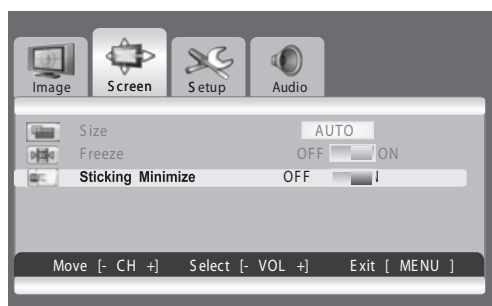 Image Screen Setup Audio
Size AUTO
Freeze OFF ON
Sticking Minimize OFF
Move [- CH +] Select [- VOL +] Exit [ MENU ]